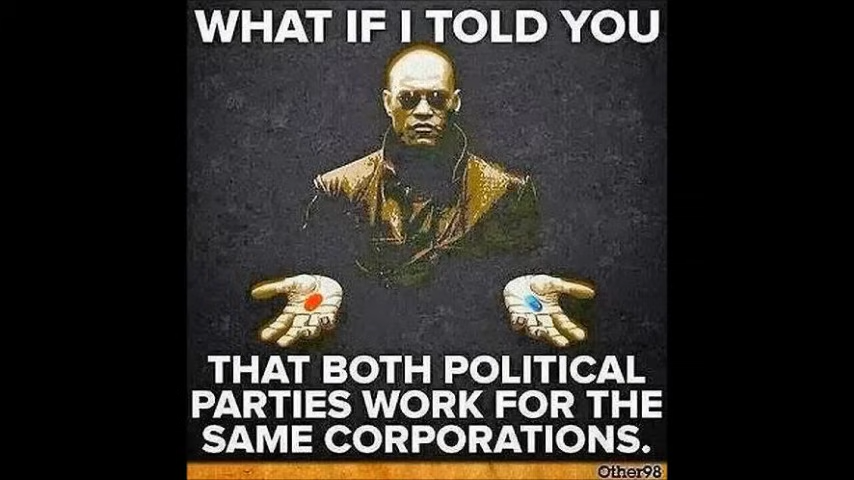 WHAT IF I TOLD YOU
THAT BOTH POLITICAL
PARTIES WORK FOR THE
SAME CORPORATIONS.
Other98